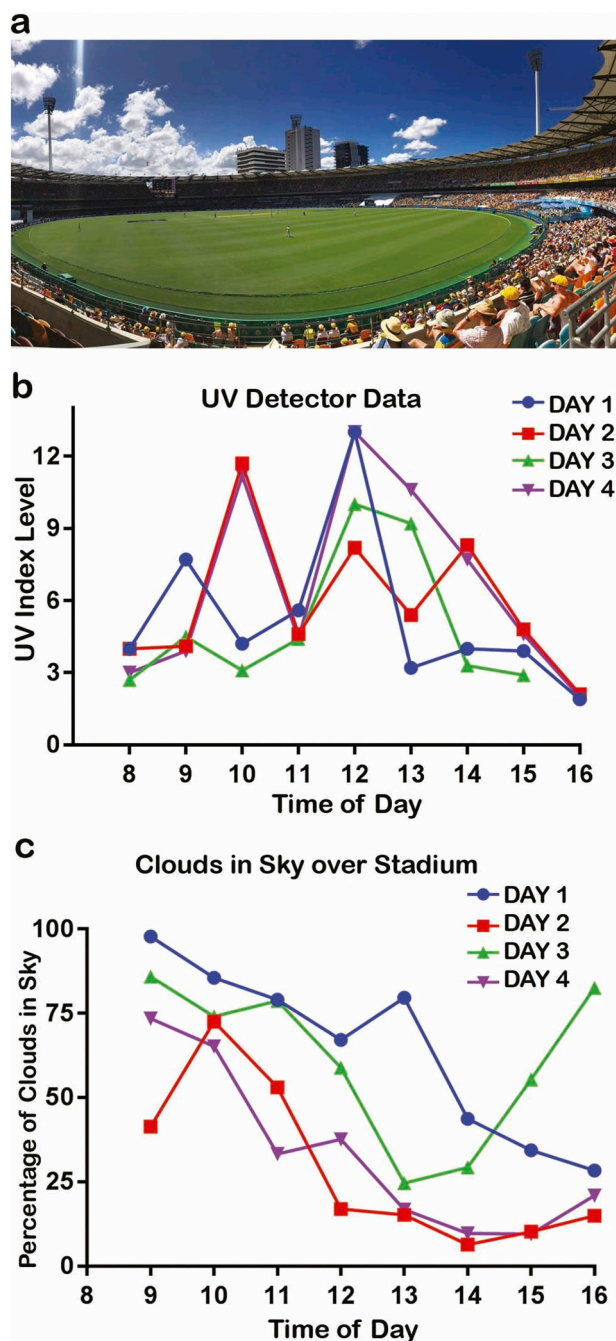 a
b
UV Detector Data
DAY 1
DAY 2
DAY 3
DAY 4
UV Index Level
12
9
6
3
0
8 9 10 11 12 13 14 15 16
Time of Day
c
Clouds in Sky over Stadium
DAY 1
DAY 2
DAY 3
DAY 4
Percentage of Clouds in Sky
100
75
50
25
0
8 9 10 11 12 13 14 15 16
Time of Day